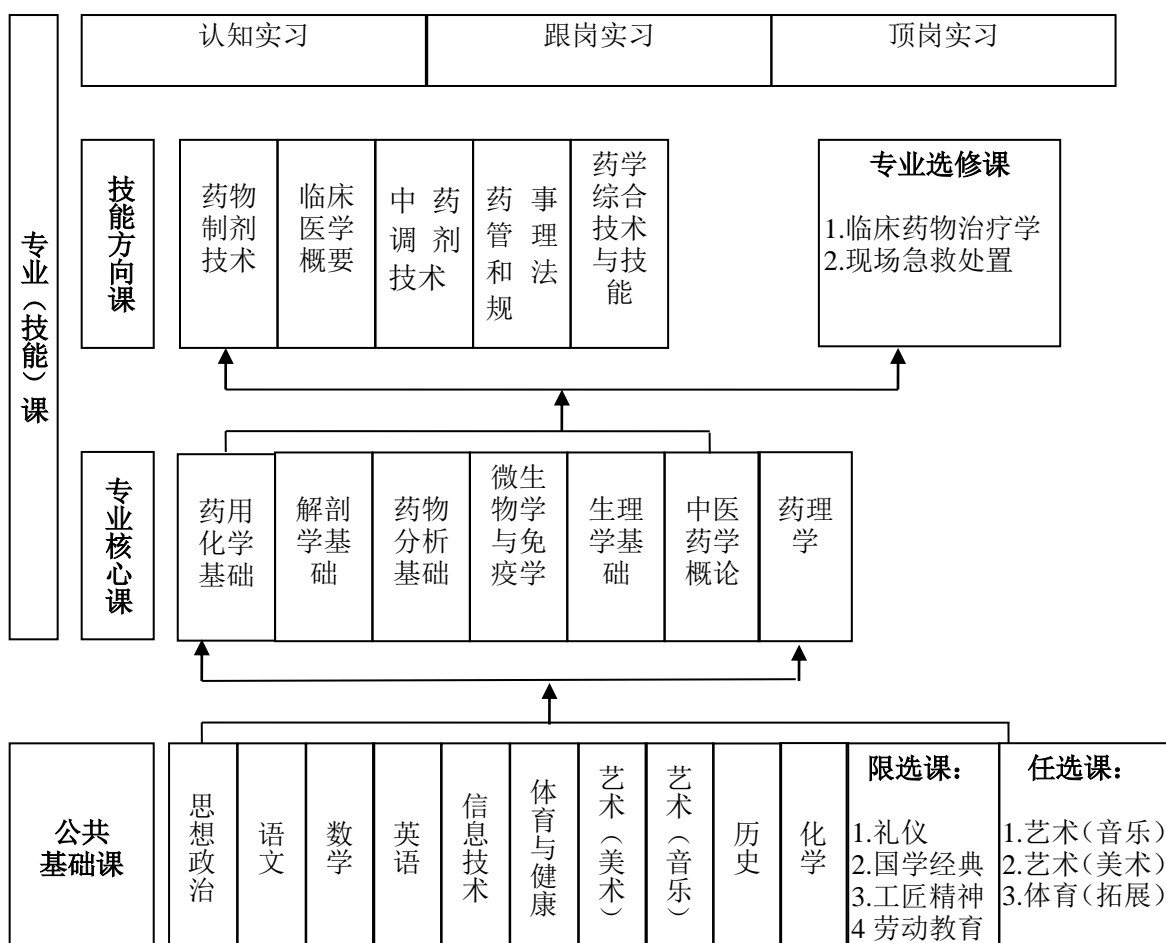 认知实习
跟岗实习
顶岗实习
专业（技能）课
技能方向课
药物
制剂
技术
临床
医学
概要
中药
调剂
技术
药事
管理
和法
规
药学
综合
技术
与技
能
专业选修课
1.临床药物治疗学
2.现场急救处置
专业核心课
药用
化学
基础
解剖
学基
础
药物
分析
基础
微生
物学
与免
疫学
生理
学基
础
中医
药学
概论
药理
学
公共
基础课
思想政治
语文
数学
英语
信息技术
体育与健康
艺术（美术）
艺术（音乐）
历史
化学
限选课：
1.礼仪
2.国学经典
3.工匠精神
4 劳动教育
任选课：
1.艺术（音乐）
2.艺术（美术）
3.体育（拓展）